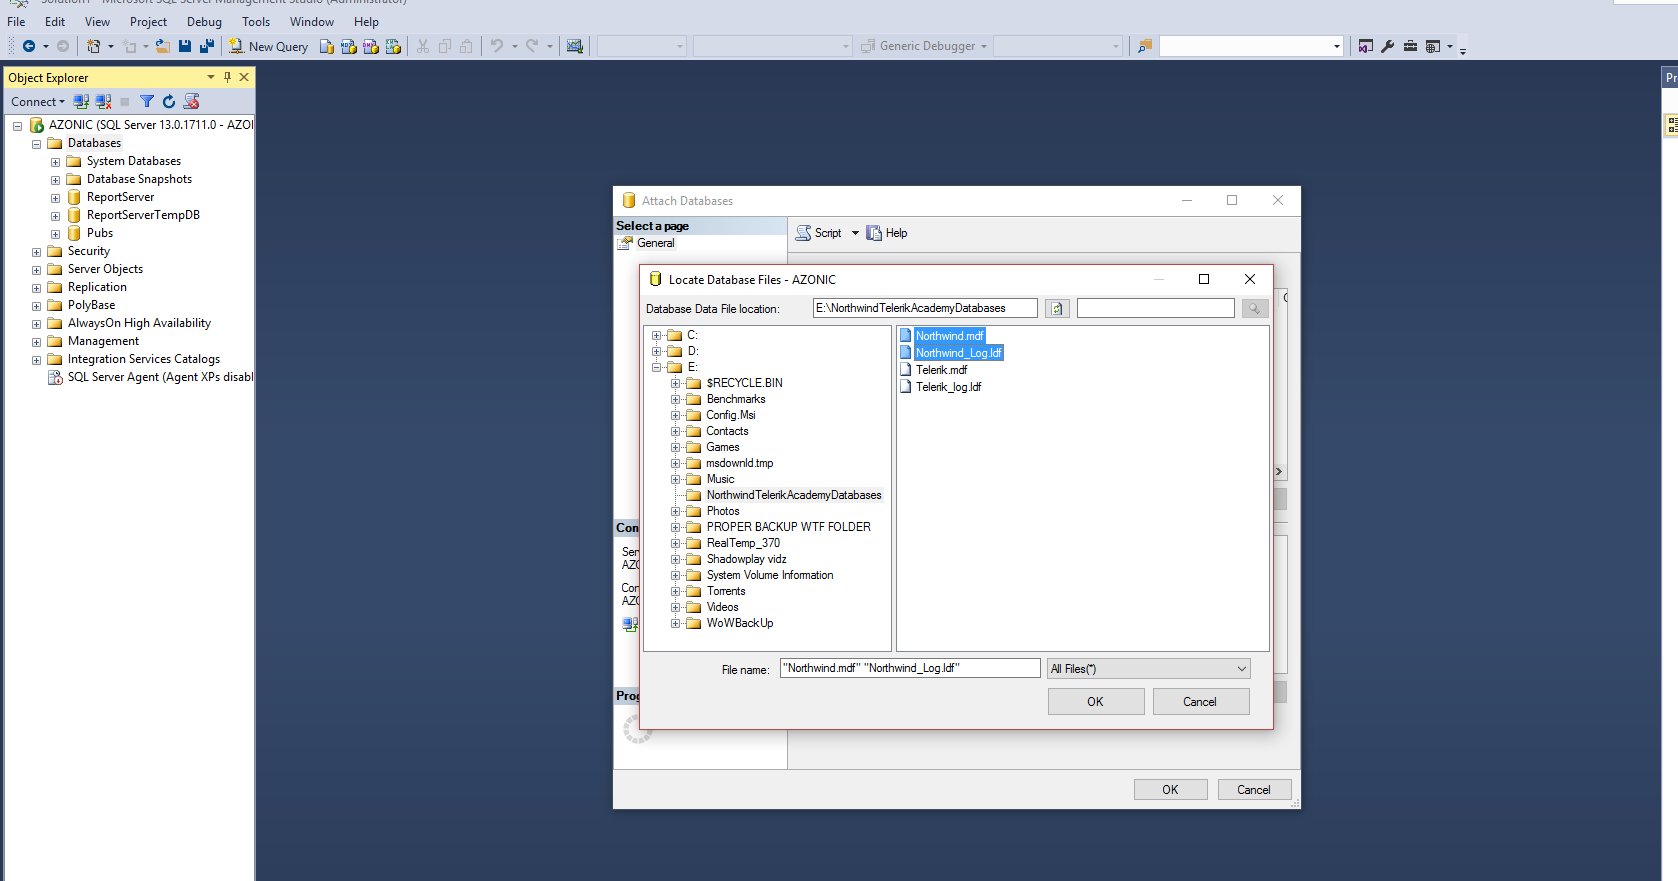 Solution1 - Microsoft SQL Server Management Studio (Administrator)
File Edit View Project Debug Tools Window Help
New Query
Generic Debugger
Object Explorer
Connect
AZONIC (SQL Server 13.0.1711.0 - AZO
Databases
System Databases
Database Snapshots
ReportServer
ReportServerTempDB
Pubs
Security
Server Objects
Replication
PolyBase
AlwaysOn High Availability
Management
Integration Services Catalogs
SQL Server Agent (Agent XPs disabl
Pr
Attach Databases
Select a page
General
Script Help
Con
Ser
AZO
Con
AZO
Prog
Locate Database Files - AZONIC
Database Data File location: E:\NorthwindTelerikAcademyDatabases
C:
D:
E:
$RECYCLE.BIN
Benchmarks
Config.Msi
Contacts
Games
msdownld.tmp
Music
NorthwindTelerikAcademyDatabases
Photos
PROPER BACKUP WTF FOLDER
RealTemp_370
Shadowplay vidz
System Volume Information
Torrents
Videos
WoWBackUp
Northwind.mdf
Northwind_Log.ldf
Telerik.mdf
Telerik_log.ldf
File name: "Northwind.mdf" "Northwind_Log.ldf" All Files(*)
OK Cancel
OK Cancel